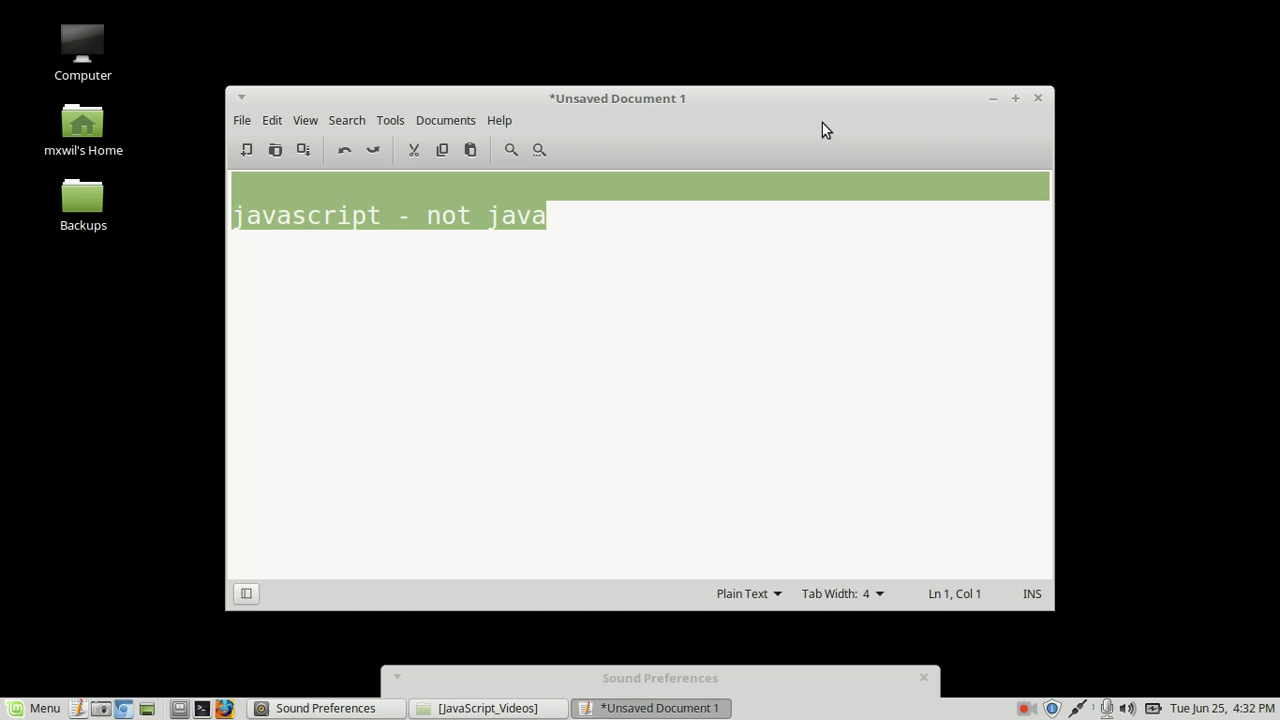 Computer
mxwil's Home
Backups
*Unsaved Document 1
File Edit View Search Tools Documents Help
javascript - not java
Plain Text Tab Width: 4 Ln 1, Col 1 INS
Sound Preferences
Menu Sound Preferences [JavaScript_Videos] *Unsaved Document 1 Tue Jun 25, 4:32 PM